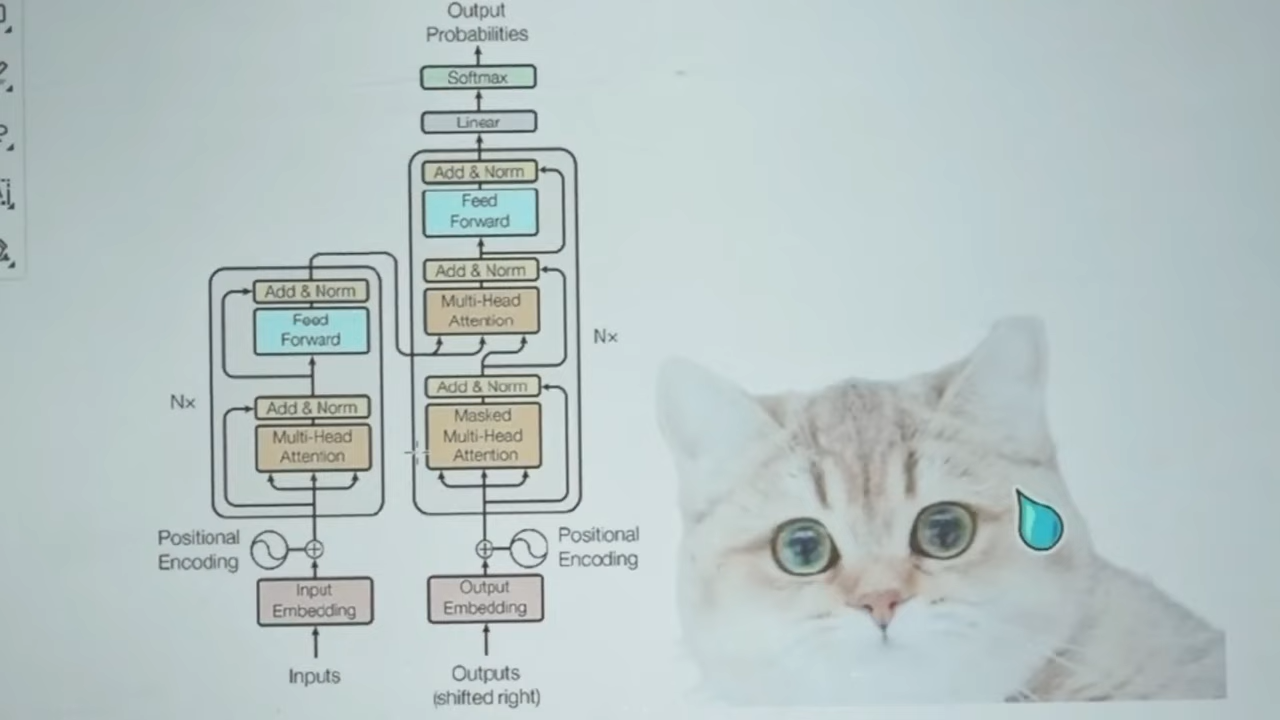 Output
Probabilities
Softmax
Linear
Add & Norm
Feed
Forward
Add & Norm
Multi-Head
Attention
Add & Norm
Masked
Multi-Head
Attention
Nx
Add & Norm
Feed
Forward
Add & Norm
Multi-Head
Attention
Nx
Positional
Encoding
Positional
Encoding
Input
Embedding
Output
Embedding
Inputs
Outputs
(shifted right)